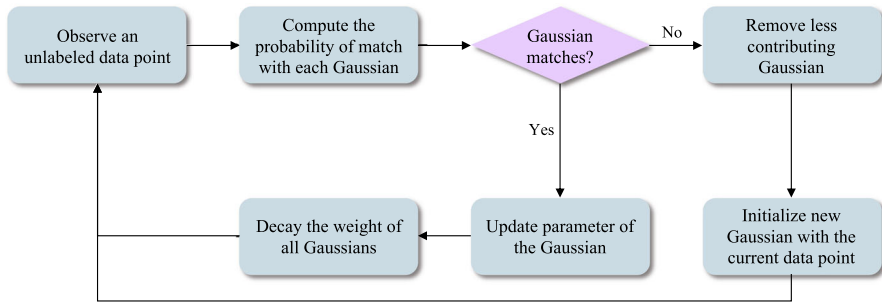 Observe an
unlabeled data point
Compute the
probability of match
with each Gaussian
Gaussian
matches?
No
Remove less
contributing
Gaussian
Yes
Decay the weight of
all Gaussians
Update parameter of
the Gaussian
Initialize new
Gaussian with the
current data point